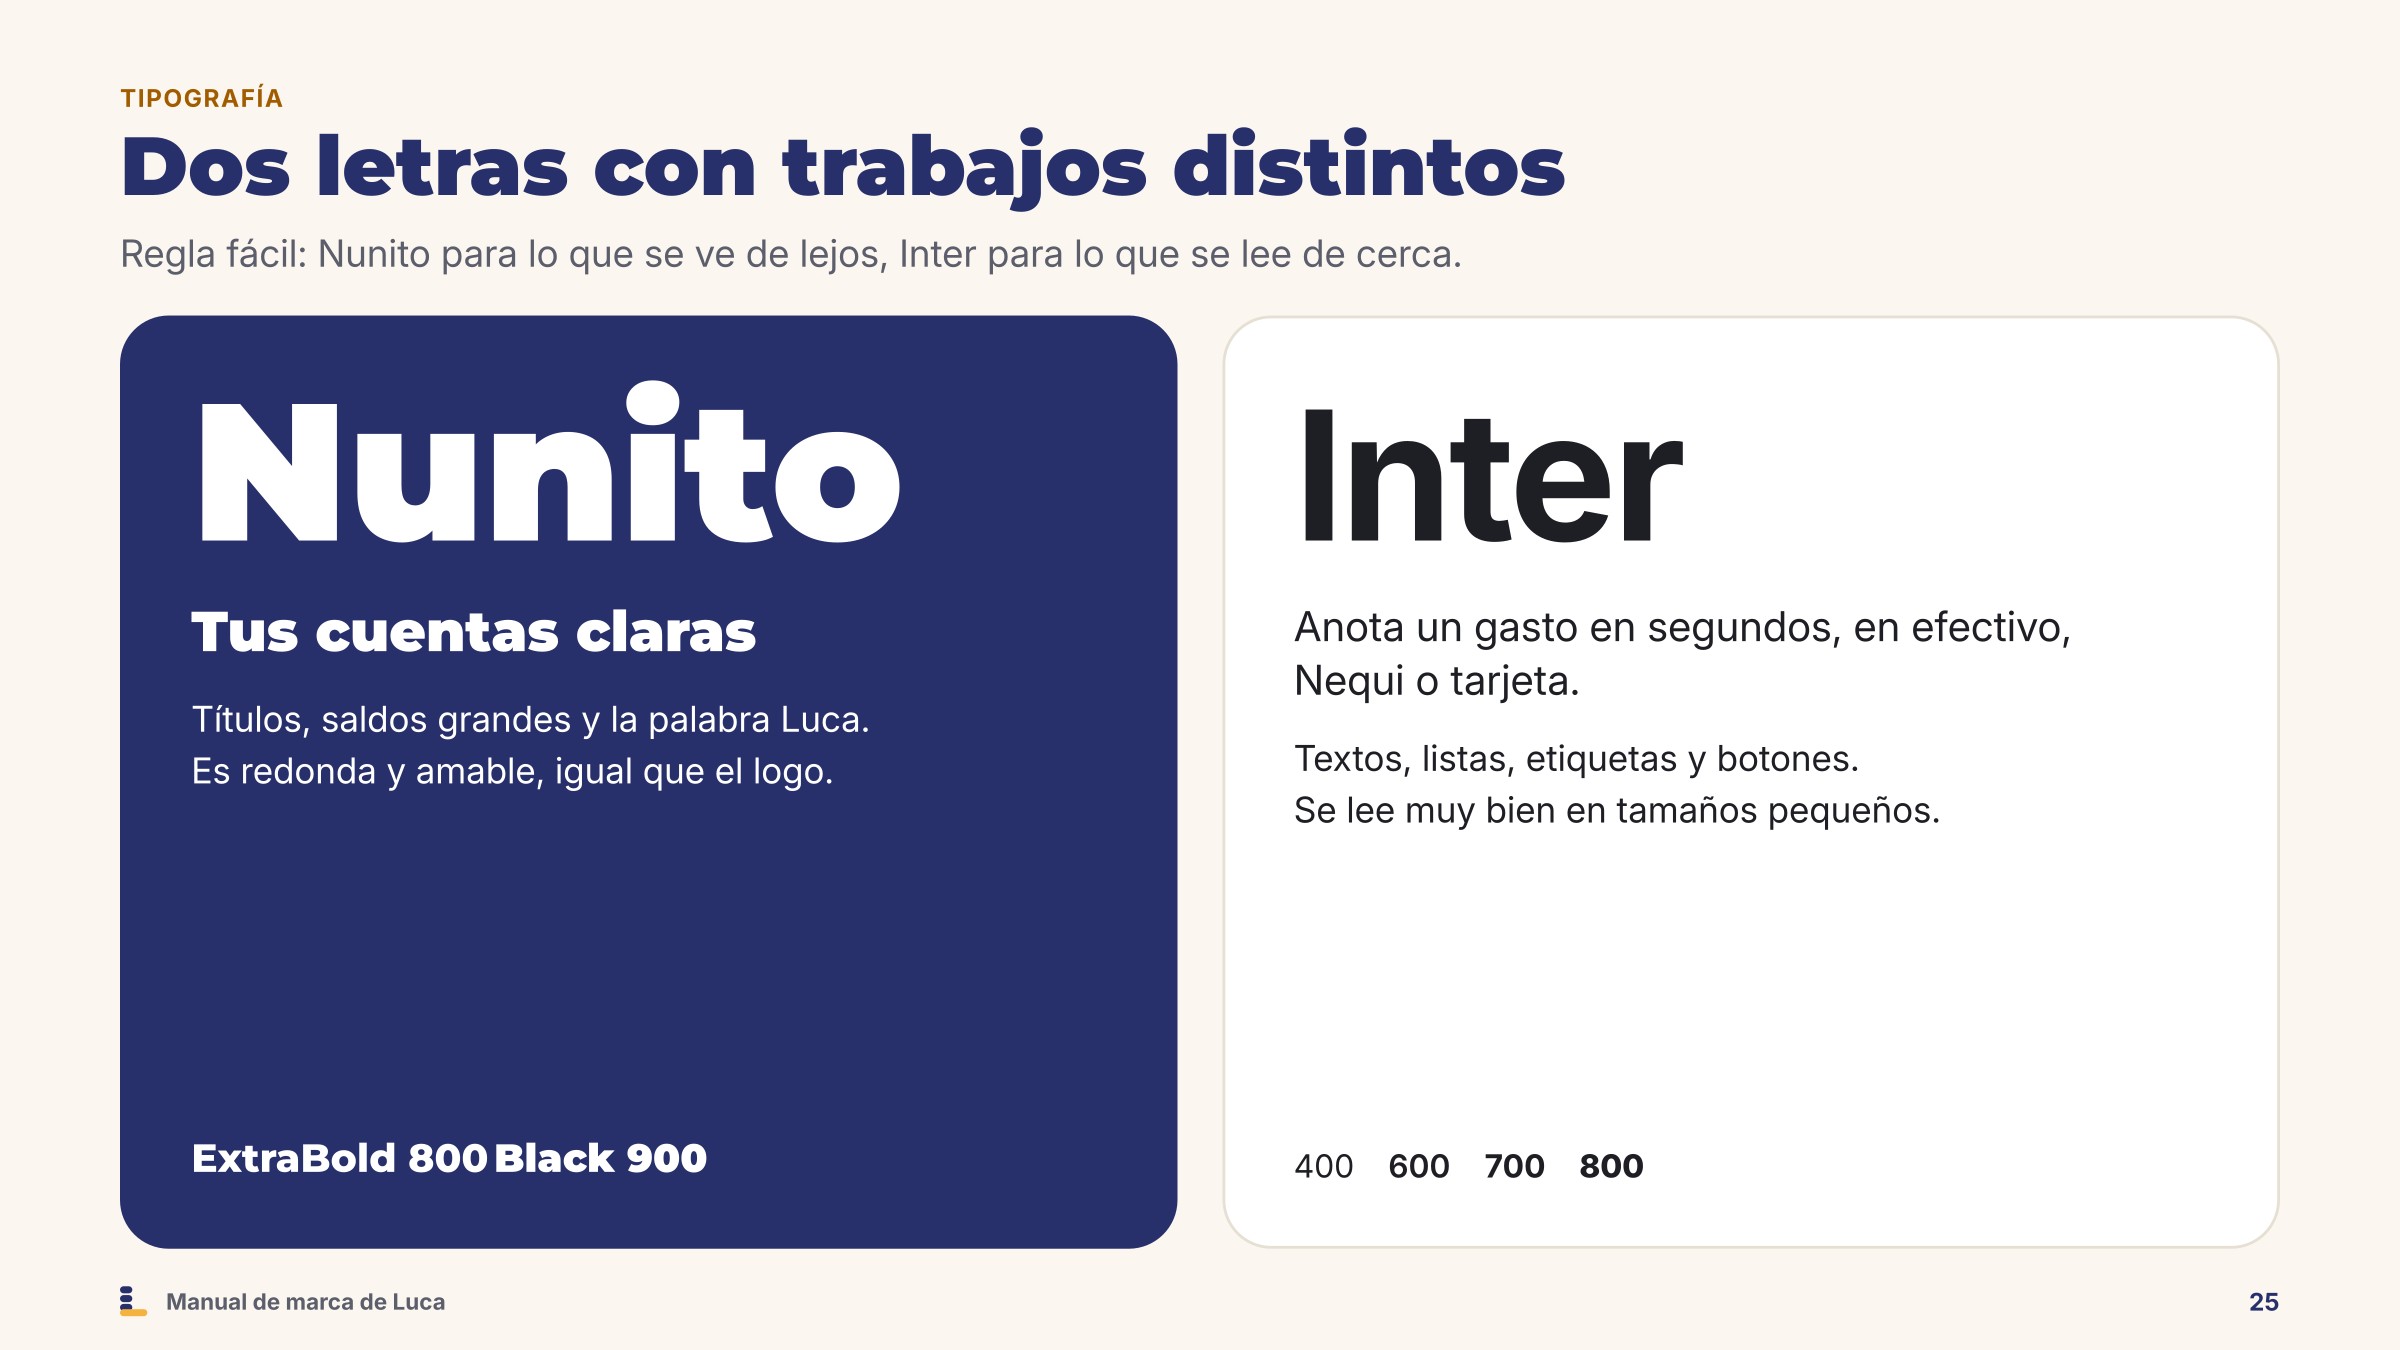 TIPOGRAFÍA
Dos letras con trabajos distintos
Regla fácil: Nunito para lo que se ve de lejos, Inter para lo que se lee de cerca.
Nunito
Tus cuentas claras
Títulos, saldos grandes y la palabra Luca.
Es redonda y amable, igual que el logo.
ExtraBold 800 Black 900
Inter
Anota un gasto en segundos, en efectivo,
Nequi o tarjeta.
Textos, listas, etiquetas y botones.
Se lee muy bien en tamaños pequeños.
400 600 700 800
Manual de marca de Luca
25